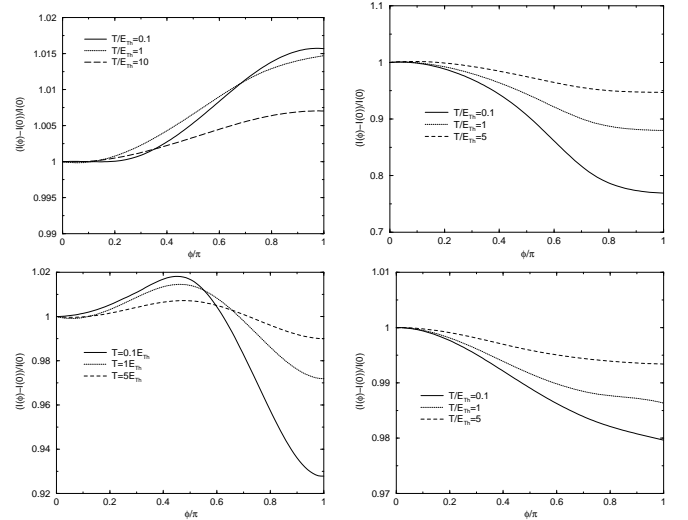 1.02
1.015
1.01
1.005
1
0.995
0.99
(I(ϕ)−I(0))/I(0)
T/E_Th=0.1
T/E_Th=1
T/E_Th=10
0 0.2 0.4 0.6 0.8 1
ϕ/π
1.1
1
0.9
0.8
0.7
(I(ϕ)−I(0))/I(0)
T/E_Th=0.1
T/E_Th=1
T/E_Th=5
0 0.2 0.4 0.6 0.8 1
ϕ/π
1.02
1
0.98
0.96
0.94
0.92
(I(ϕ)−I(0))/I(0)
T=0.1E_Th
T=1E_Th
T=5E_Th
0 0.2 0.4 0.6 0.8 1
ϕ/π
1.01
1
0.99
0.98
0.97
(I(ϕ)−I(0))/I(0)
T/E_Th=0.1
T/E_Th=1
T/E_Th=5
0 0.2 0.4 0.6 0.8 1
ϕ/π